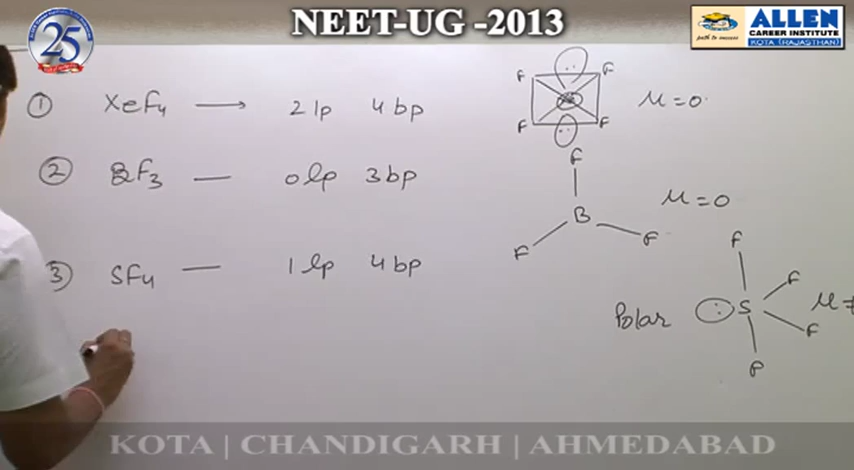 NEET-UG -2013
25
path to success
ALLEN
CAREER INSTITUTE
KOTA (RAJASTHAN)
① XeF₄ → 2 lp 4 bp
F F
F F
μ = 0
② BF₃ — 0 lp 3 bp
F
B
F F
μ = 0
③ SF₄ — 1 lp 4 bp
Polar
F
: S F
F
F
μ ≠
KOTA | CHANDIGARH | AHMEDABAD